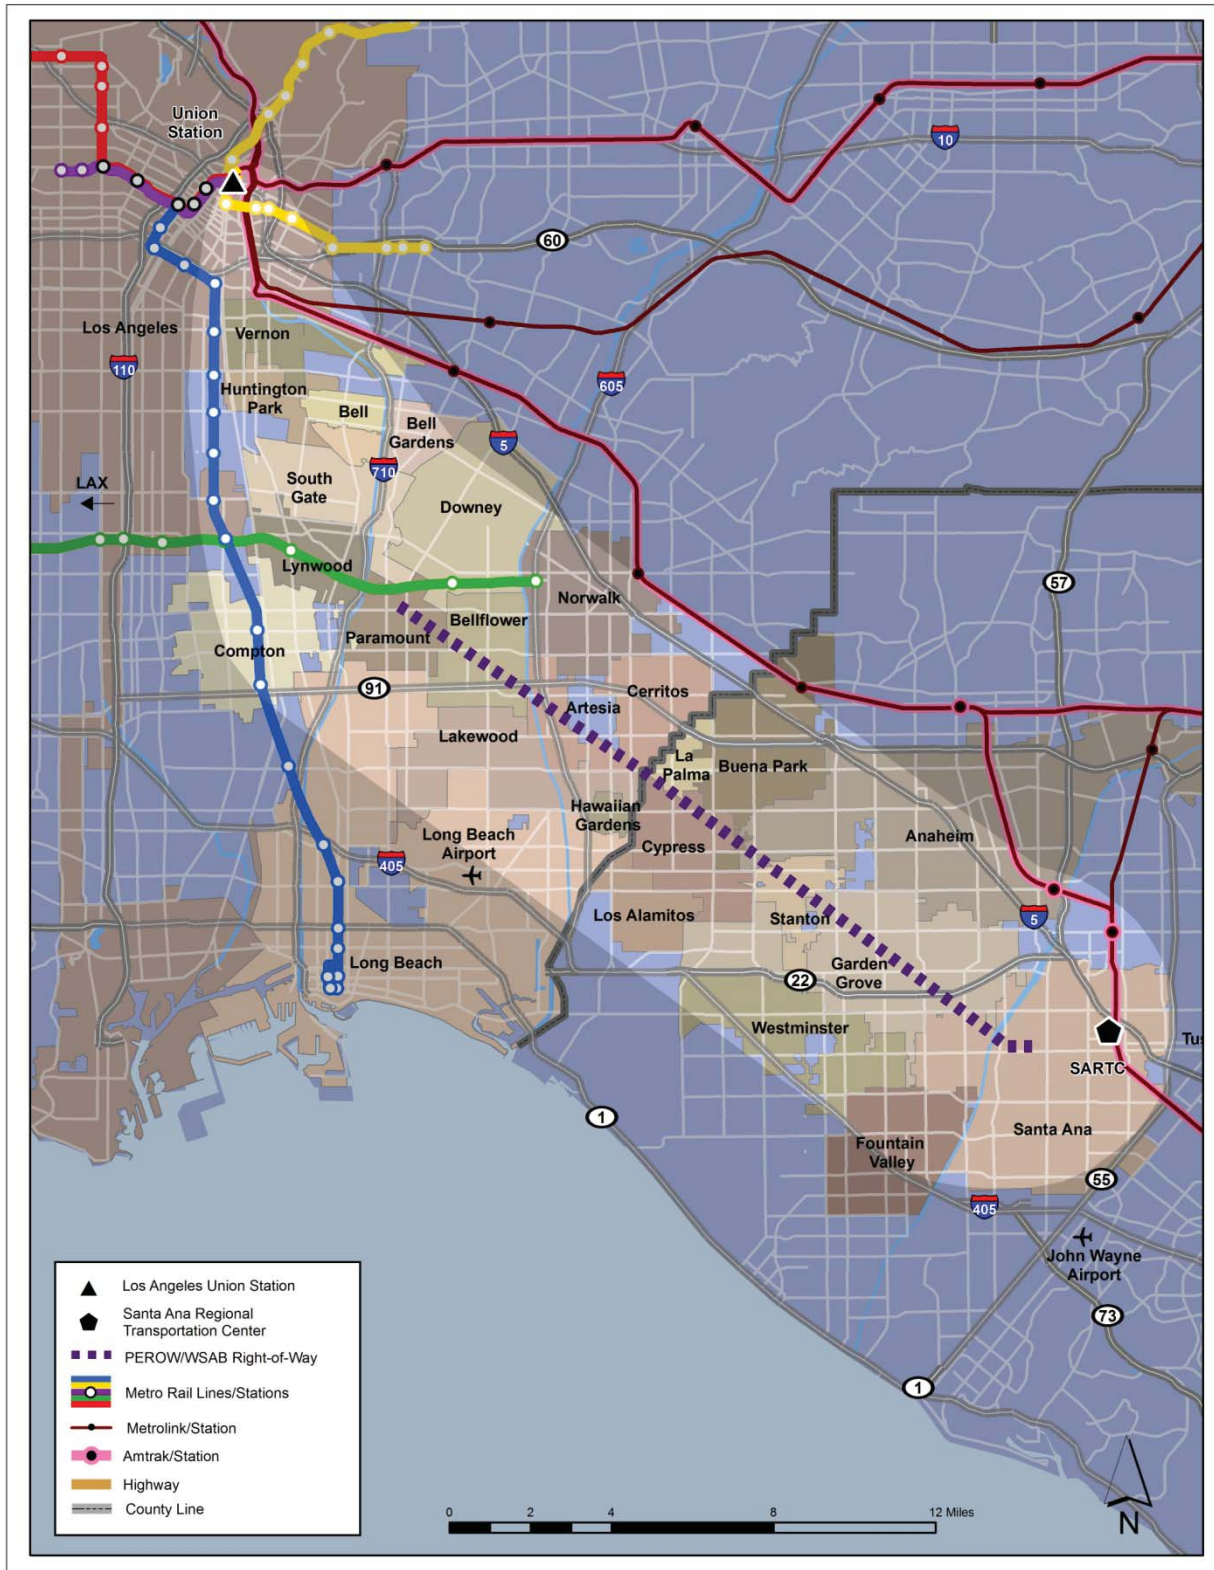 Union
Station
10
60
Los Angeles
Vernon
110
605
Huntington
Park
Bell
Bell
Gardens
5
710
LAX
South
Gate
Downey
57
Lynwood
Norwalk
Bellflower
Paramount
Compton
91
Cerritos
Artesia
Lakewood
La
Palma
Buena Park
Hawaiian
Gardens
Long Beach
Airport
Anaheim
Cypress
405
Los Alamitos
Stanton
5
Long Beach
Garden
Grove
22
Westminster
Tus
SARTC
1
Santa Ana
Fountain
Valley
55
405
John Wayne
Airport
73
1
Los Angeles Union Station
Santa Ana Regional
Transportation Center
PEROW/WSAB Right-of-Way
Metro Rail Lines/Stations
Metrolink/Station
Amtrak/Station
Highway
County Line
0 2 4 8 12 Miles
N